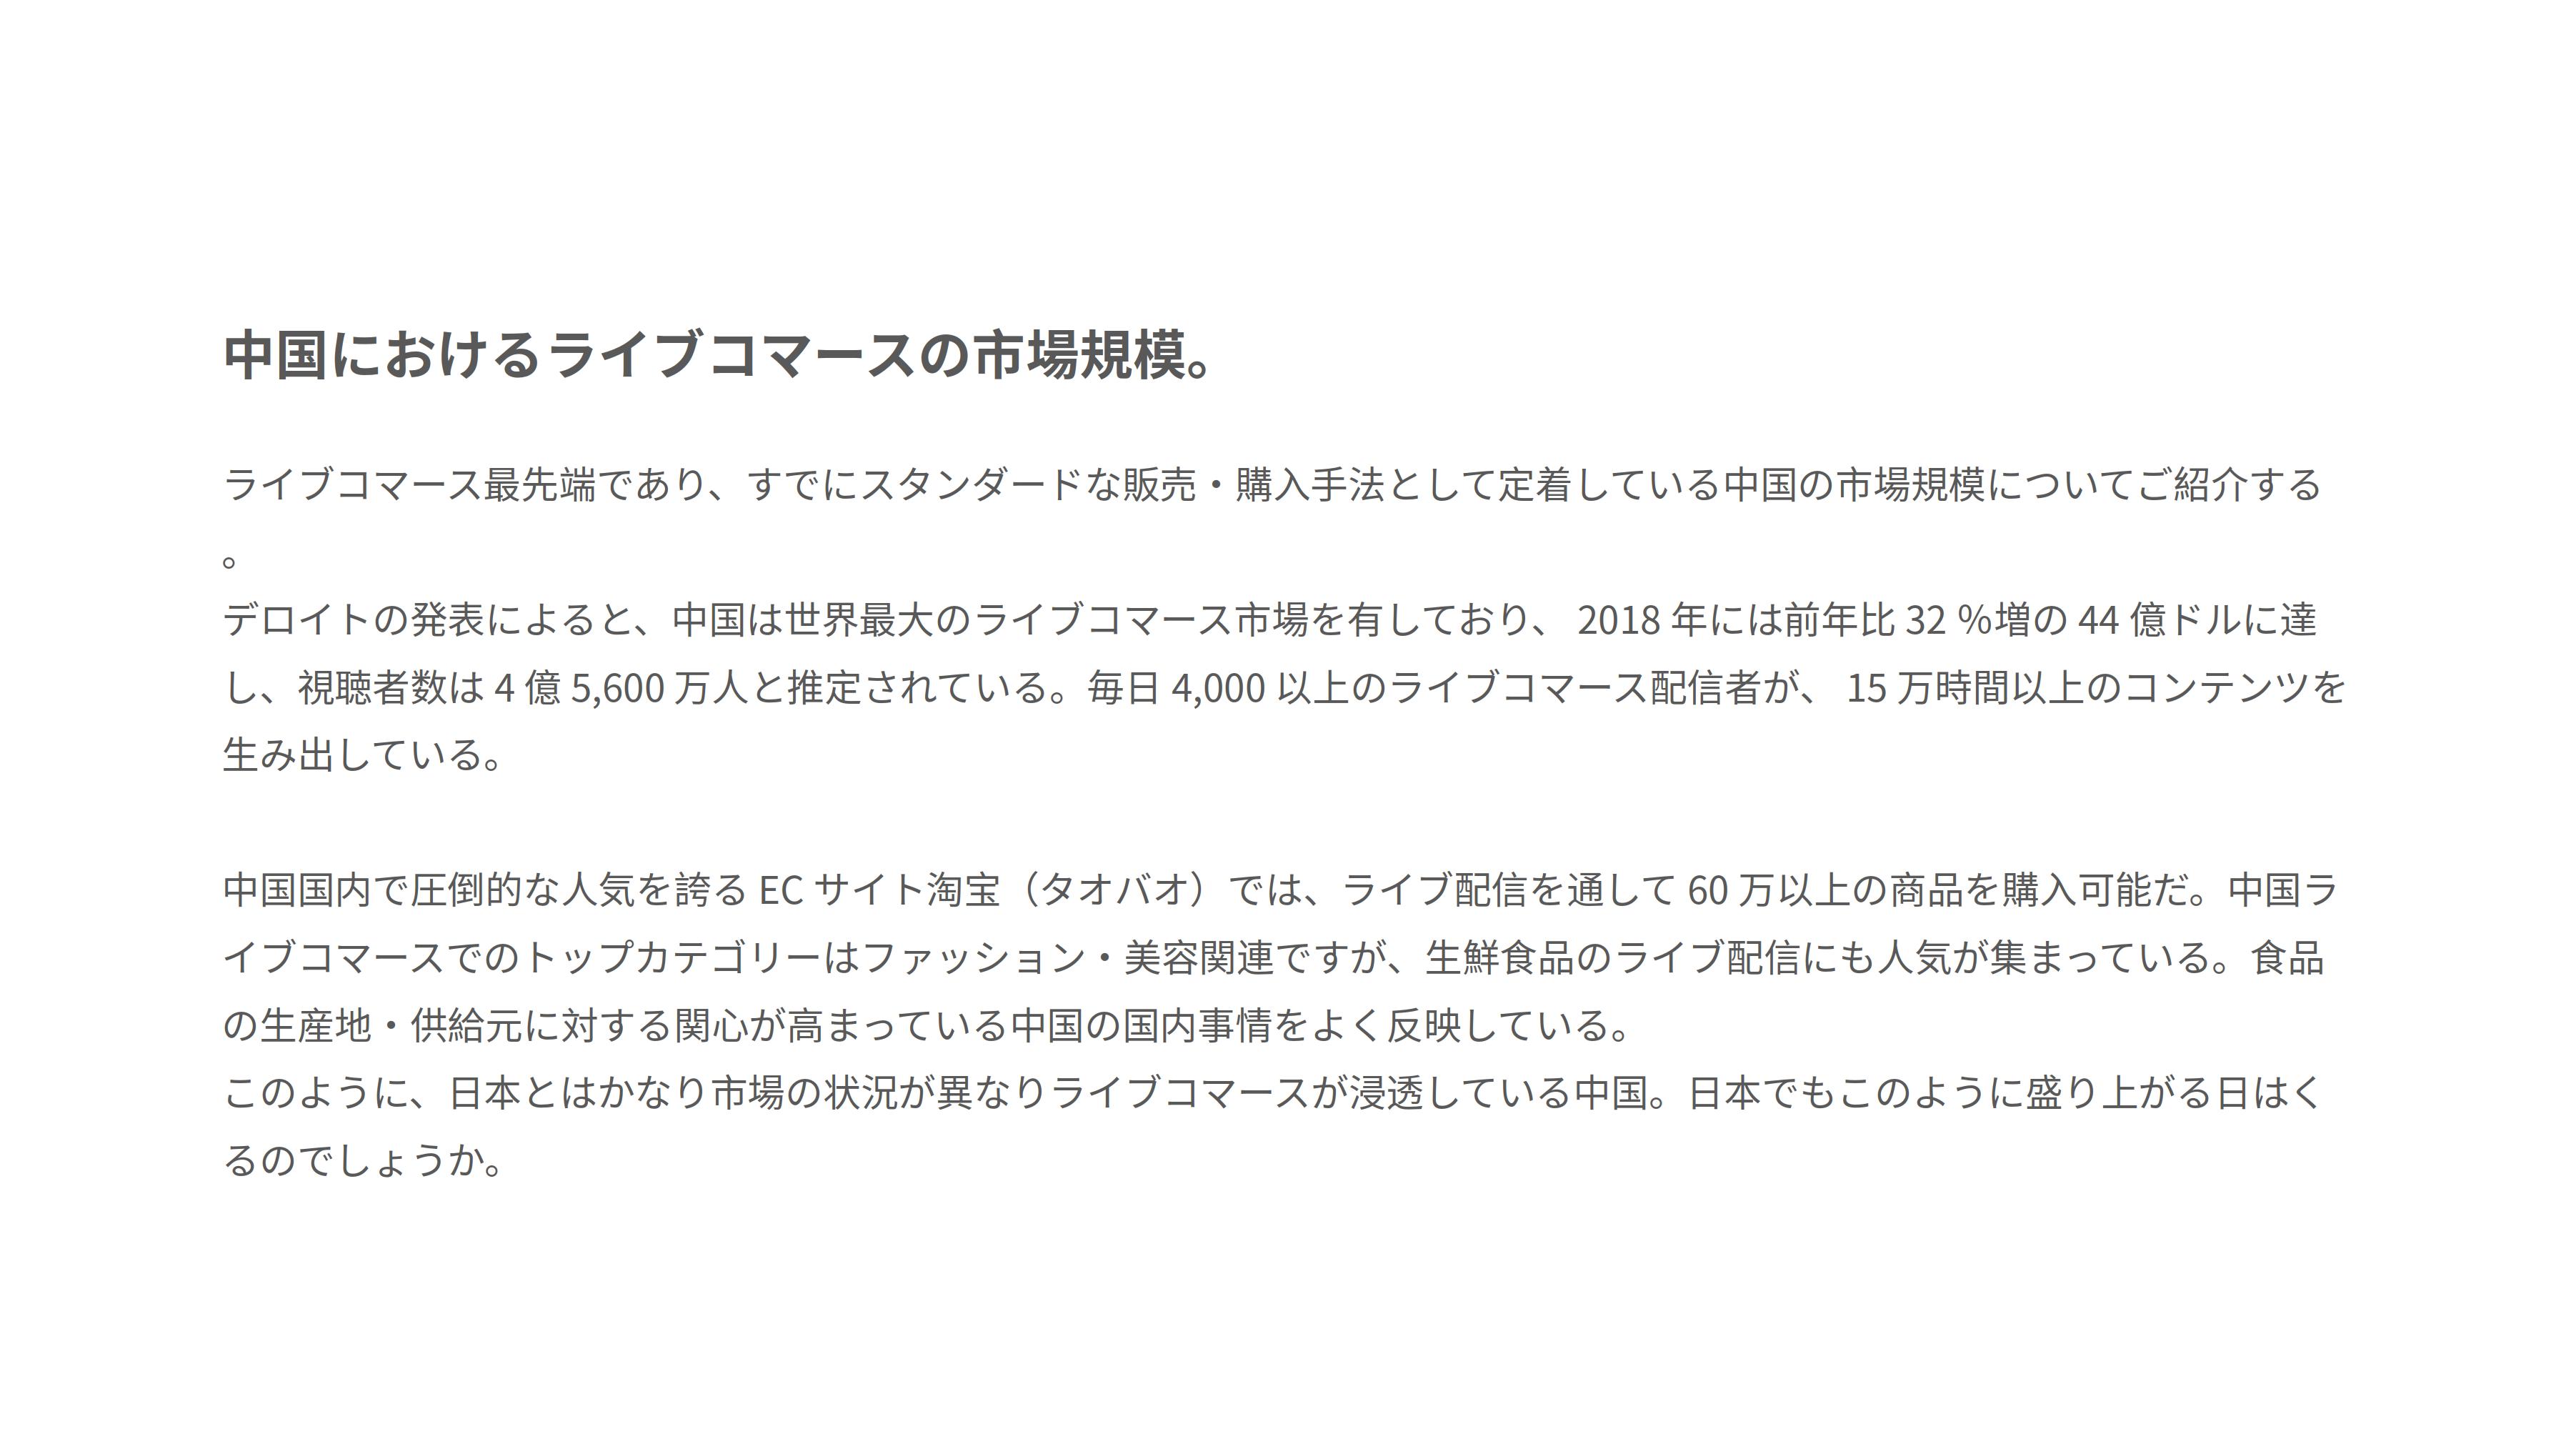 中国におけるライブコマースの市場規模。
ライブコマース最先端であり、すでにスタンダードな販売・購入手法として定着している中国の市場規模についてご紹介する
。
デロイトの発表によると、中国は世界最大のライブコマース市場を有しており、 2018 年には前年比 32 %増の 44 億ドルに達
し、視聴者数は 4 億 5,600 万人と推定されている。毎日 4,000 以上のライブコマース配信者が、 15 万時間以上のコンテンツを
生み出している。
中国国内で圧倒的な人気を誇る EC サイト淘宝（タオバオ）では、ライブ配信を通して 60 万以上の商品を購入可能だ。中国ラ
イブコマースでのトップカテゴリーはファッション・美容関連ですが、生鮮食品のライブ配信にも人気が集まっている。食品
の生産地・供給元に対する関心が高まっている中国の国内事情をよく反映している。
このように、日本とはかなり市場の状況が異なりライブコマースが浸透している中国。日本でもこのように盛り上がる日はく
るのでしょうか。